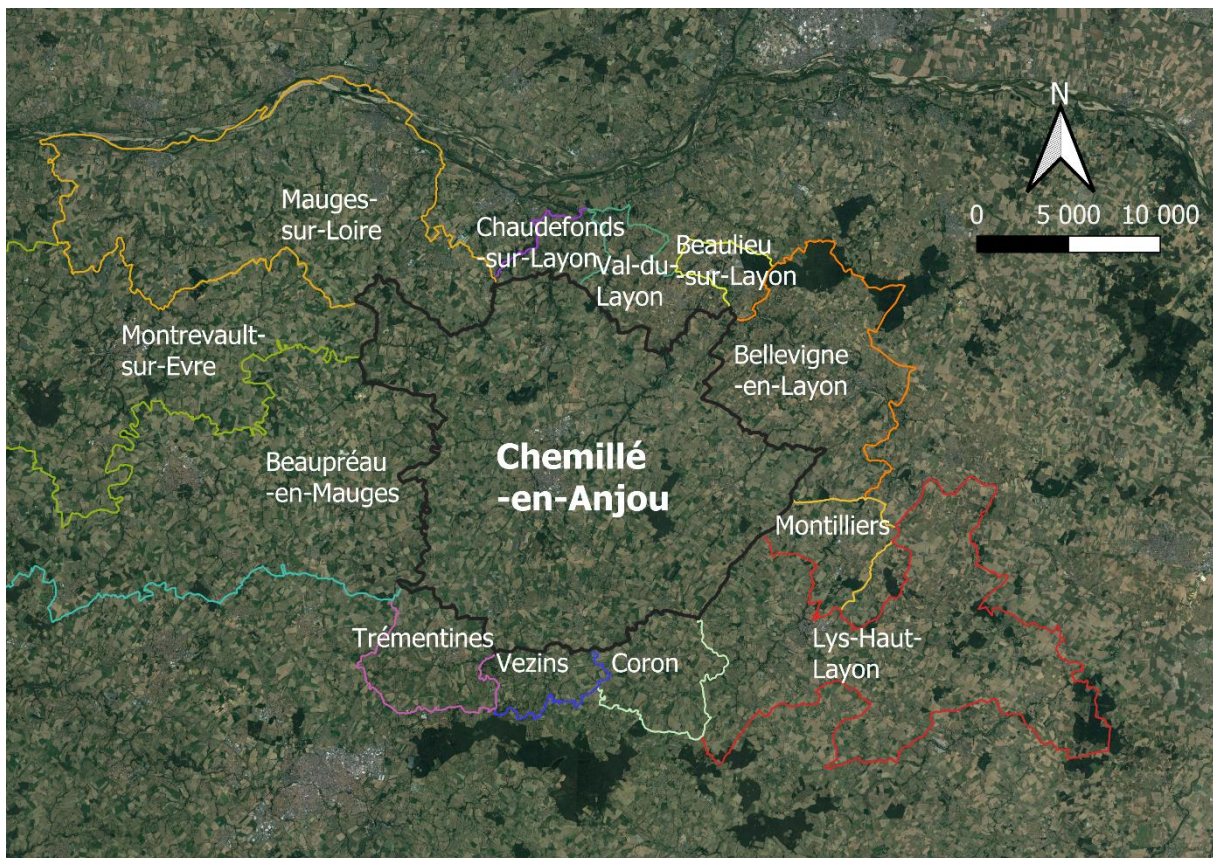 N
0 5 000 10 000
Mauges-
sur-Loire
Chaudefonds
-sur-Layon
Val-du-
Layon
Beaulieu
-sur-Layon
Montrevault-
sur-Evre
Bellevigne
-en-Layon
Beaupréau
-en-Mauges
Chemillé
-en-Anjou
Montilliers
Trémentines
Vezins
Coron
Lys-Haut-
Layon